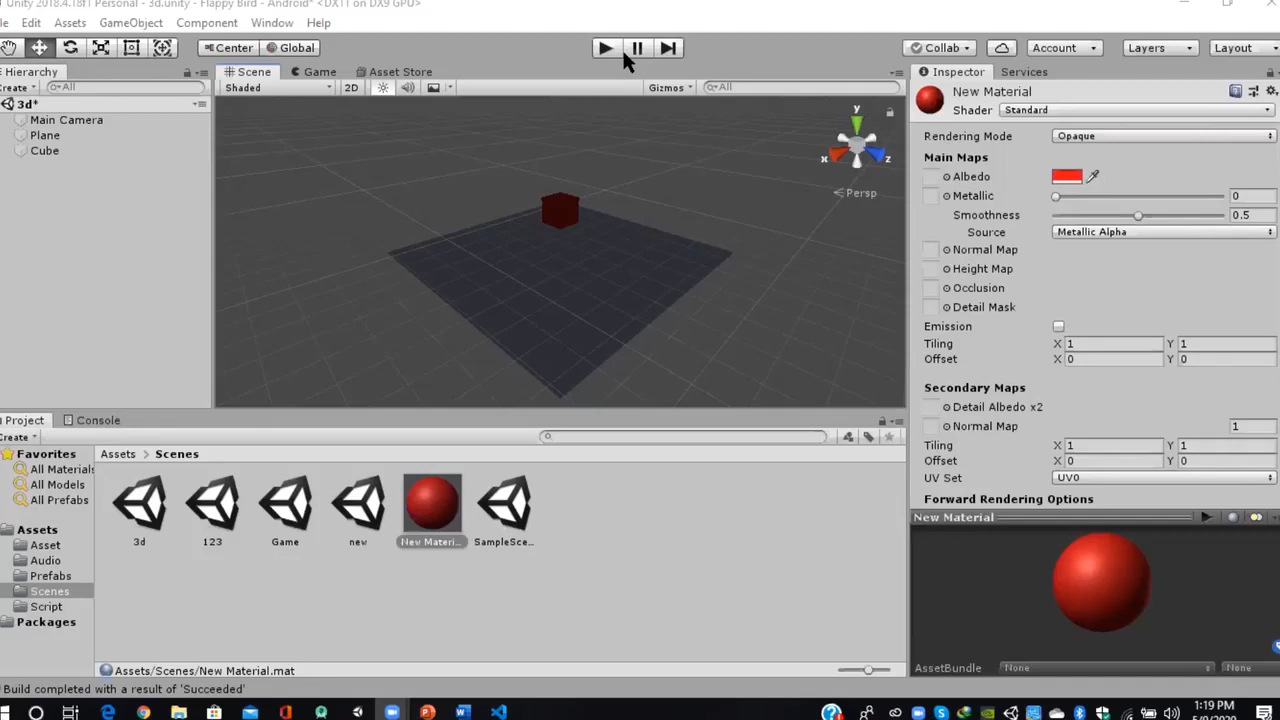 Unity 2018.4.18f1 Personal - 3d.unity - Flappy Bird - Android* <DX11 on DX9 GPU>
Edit Assets GameObject Component Window Help
Center Global Collab Account Layers Layout
Hierarchy Scene Game Asset Store Inspector Services
Create All Shaded 2D Gizmos All New Material
3d* Shader Standard
Main Camera
Plane
Cube
y
x z
Persp
Rendering Mode Opaque
Main Maps
Albedo
Metallic 0
Smoothness 0.5
Source Metallic Alpha
Normal Map
Height Map
Occlusion
Detail Mask
Emission
Tiling X 1 Y 1
Offset X 0 Y 0
Secondary Maps
Detail Albedo x2
Normal Map 1
Tiling X 1 Y 1
Offset X 0 Y 0
UV Set UV0
Forward Rendering Options
New Material
AssetBundle None None
Project Console
Create
Favorites
All Materials
All Models
All Prefabs
Assets
Asset
Audio
Prefabs
Scenes
Script
Packages
Assets > Scenes
3d 123 Game new New Materi... SampleSce...
Assets/Scenes/New Material.mat
Build completed with a result of 'Succeeded'
1:19 PM